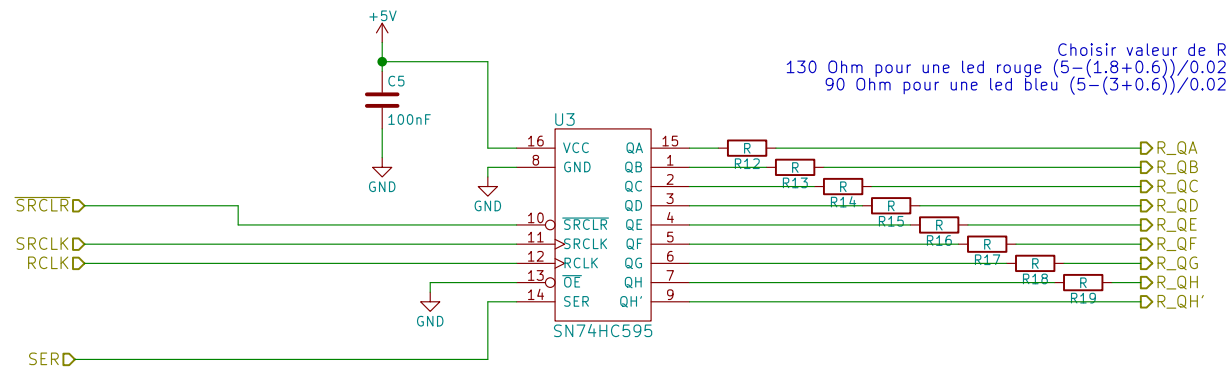 +5V
Choisir valeur de R
130 Ohm pour une led rouge (5-(1.8+0.6))/0.02
90 Ohm pour une led bleu (5-(3+0.6))/0.02
C5
100nF
GND
U3
16 VCC QA 15 R R12 R_QA
8 GND QB 1 R R13 R_QB
GND
QC 2 R R14 R_QC
SRCLR QD 3 R R15 R_QD
10 SRCLR QE 4 R R16 R_QE
SRCLK 11 SRCLK QF 5 R R17 R_QF
RCLK 12 RCLK QG 6 R R18 R_QG
13 OE QH 7 R R19 R_QH
GND
14 SER QH' 9 R_QH'
SN74HC595
SER